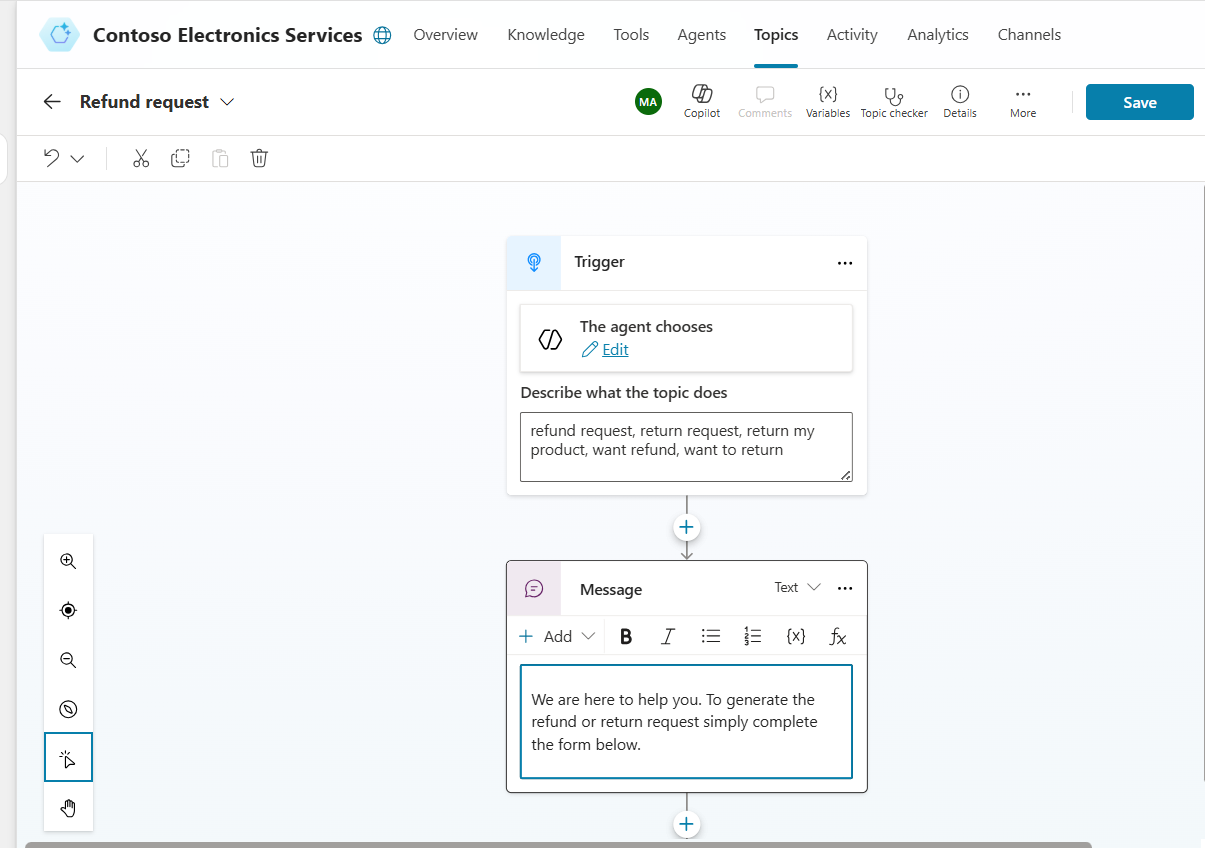 Contoso Electronics Services Overview Knowledge Tools Agents Topics Activity Analytics Channels
Refund request MA Copilot Comments Variables Topic checker Details More Save
Trigger
The agent chooses
Edit
Describe what the topic does
refund request, return request, return my
product, want refund, want to return
Message Text
Add B I {x} fx
We are here to help you. To generate the
refund or return request simply complete
the form below.